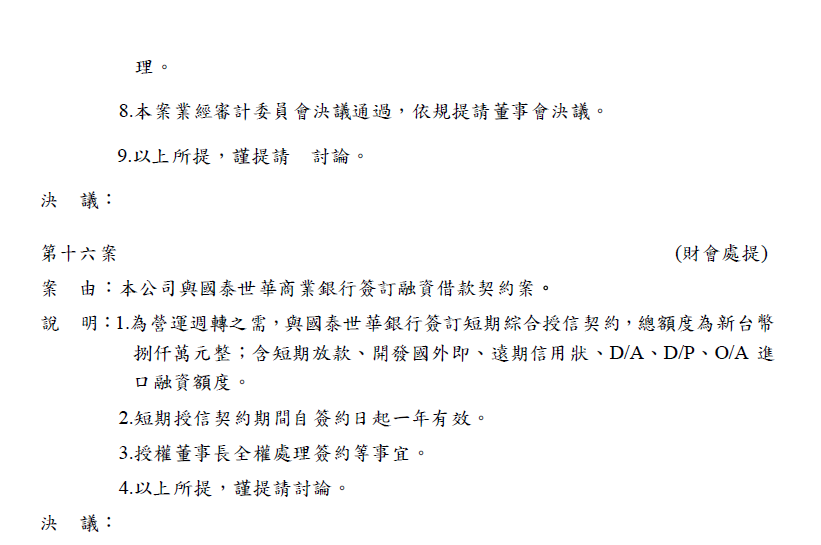 理。
8.本案業經審計委員會決議通過，依規提請董事會決議。
9.以上所提，謹提請　討論。
決　議：
第十六案　(財會處提)
案　由：本公司與國泰世華商業銀行簽訂融資借款契約案。
說　明：1.為營運週轉之需，與國泰世華銀行簽訂短期綜合授信契約，總額度為新台幣
捌仟萬元整；含短期放款、開發國外即、遠期信用狀、D/A、D/P、O/A 進
口融資額度。
2.短期授信契約期間自簽約日起一年有效。
3.授權董事長全權處理簽約等事宜。
4.以上所提，謹提請討論。
決　議：